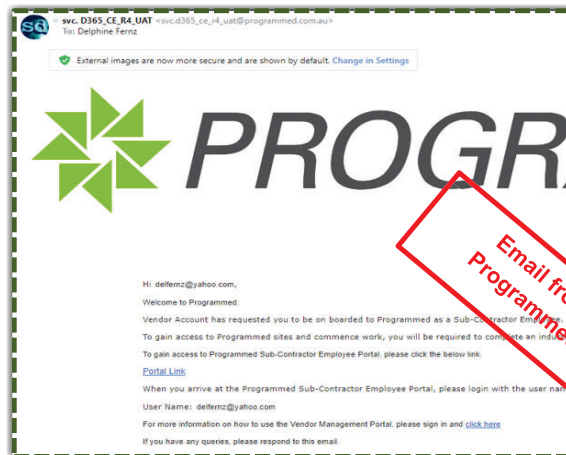 sd
svc. D365_CE_R4_UAT <svc.d365_ce_r4_uat@programmed.com.au>
To: Delphine Fernz
External images are now more secure and are shown by default. Change in Settings
PROGR
Email fro
Programme
Hi delfernz@yahoo.com,
Welcome to Programmed.
Vendor Account has requested you to be on boarded to Programmed as a Sub-Contractor Employee.
To gain access to Programmed sites and commence work, you will be required to complete an indu
To gain access to Programmed Sub-Contractor Employee Portal, please click the below link.
Portal Link
When you arrive at the Programmed Sub-Contractor Employee Portal, please login with the user nam
User Name: delfernz@yahoo.com
For more information on how to use the Vendor Management Portal, please sign in and click here
If you have any queries, please respond to this email.